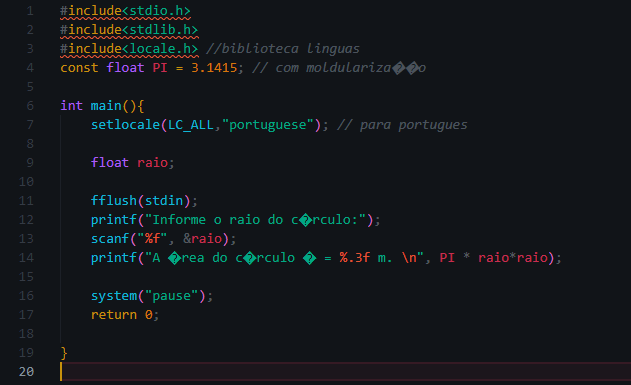 1 #include<stdio.h>
2 #include<stdlib.h>
3 #include<locale.h> //biblioteca linguas
4 const float PI = 3.1415; // com moldulariza��o
5
6 int main(){
7 setlocale(LC_ALL,"portuguese"); // para portugues
8
9 float raio;
10
11 fflush(stdin);
12 printf("Informe o raio do c�rculo:");
13 scanf("%f", &raio);
14 printf("A �rea do c�rculo � = %.3f m. \n", PI * raio*raio);
15
16 system("pause");
17 return 0;
18
19 }
20